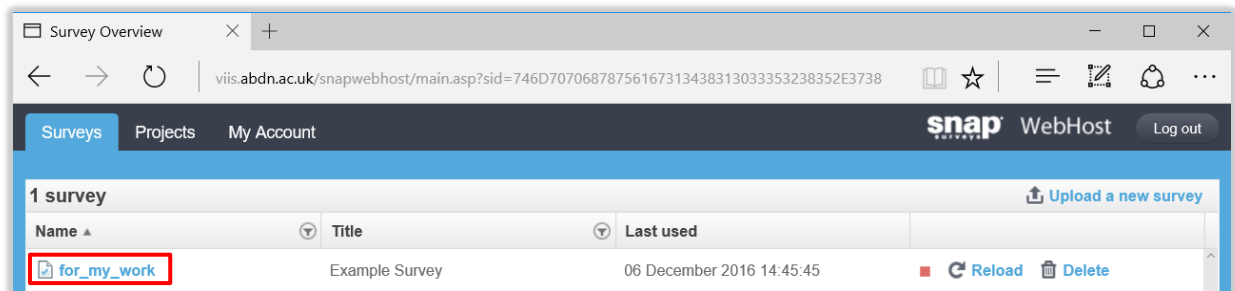 Survey Overview
viis.abdn.ac.uk/snapwebhost/main.asp?sid=746D70706878756167313438313033353238352E3738
Surveys Projects My Account snap surveys WebHost Log out
1 survey Upload a new survey
Name Title Last used
for_my_work Example Survey 06 December 2016 14:45:45 Reload Delete